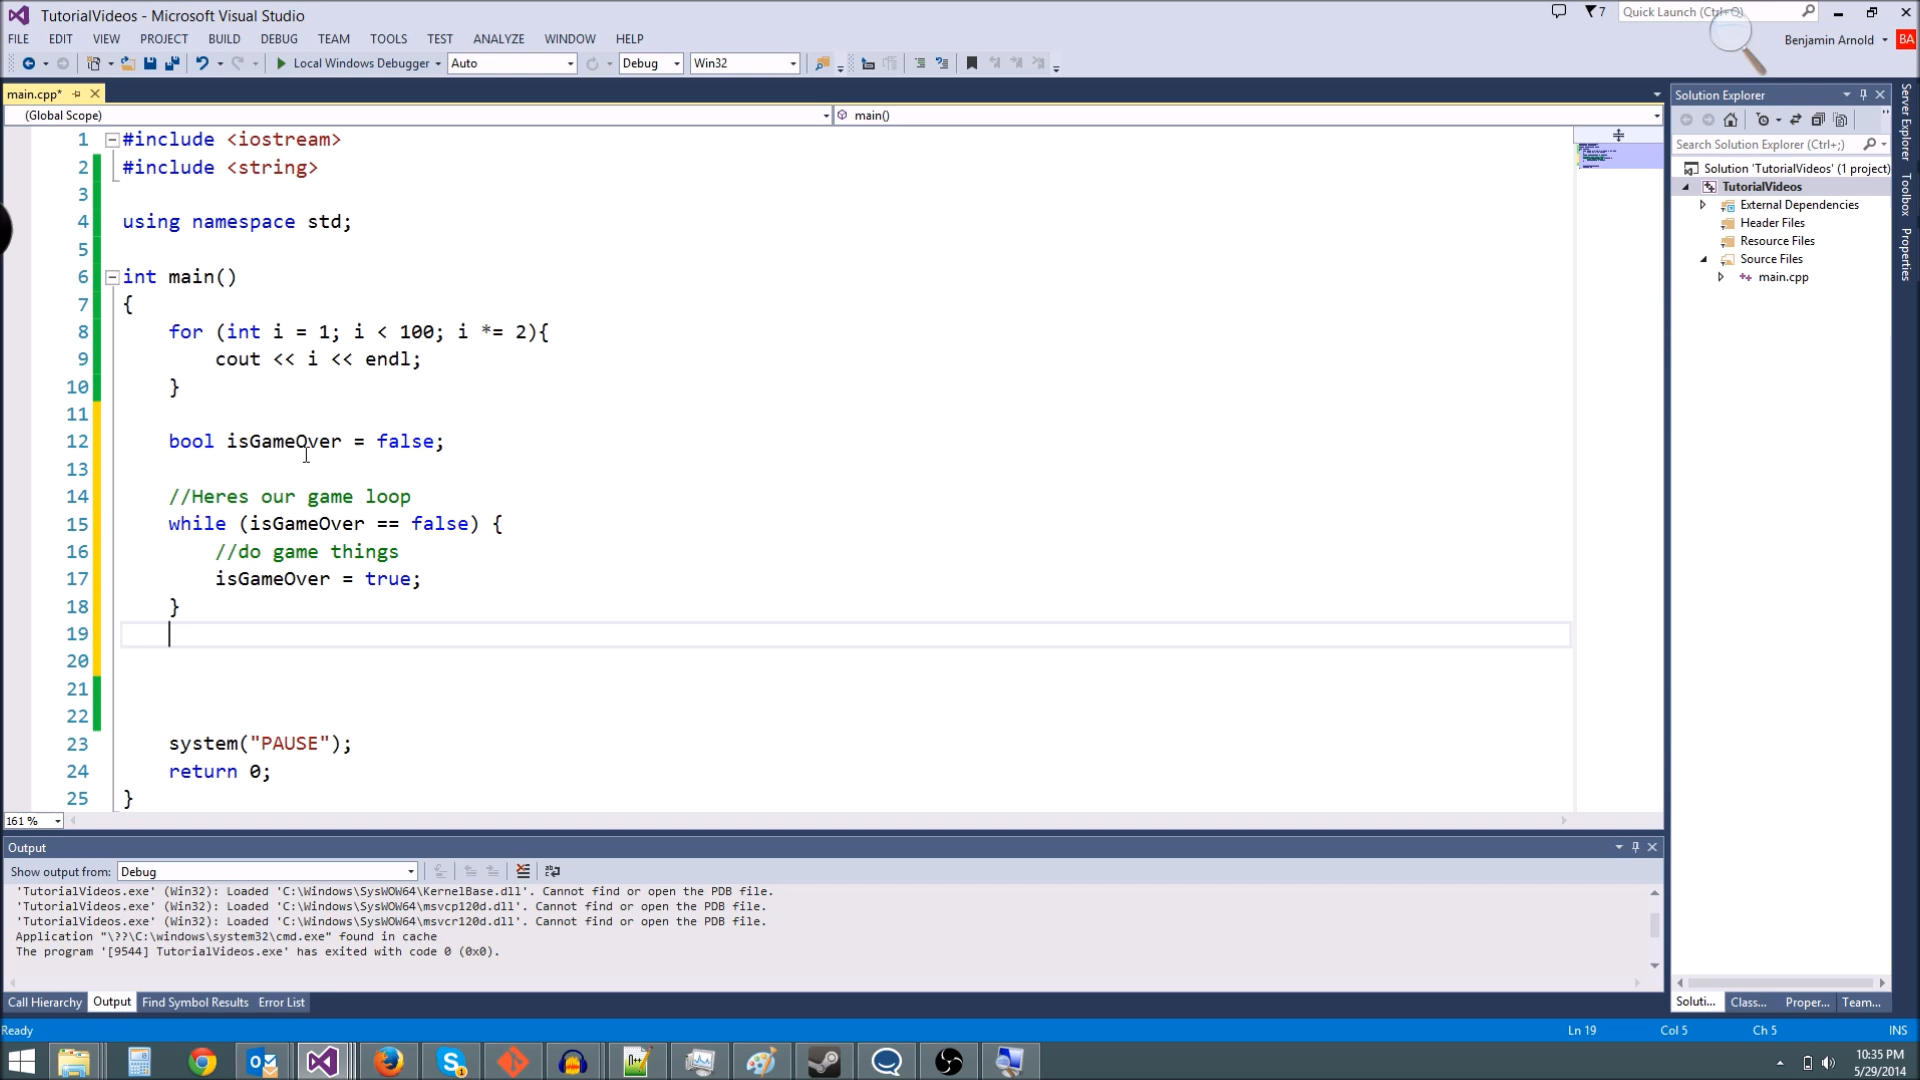 TutorialVideos - Microsoft Visual Studio
7
Quick Launch (Ctrl+Q)
FILE EDIT VIEW PROJECT BUILD DEBUG TEAM TOOLS TEST ANALYZE WINDOW HELP
Benjamin Arnold
BA
Local Windows Debugger Auto Debug Win32
main.cpp*
(Global Scope)
main()
1 #include <iostream>
2 #include <string>
3
4 using namespace std;
5
6 int main()
7 {
8 for (int i = 1; i < 100; i *= 2){
9 cout << i << endl;
10 }
11
12 bool isGameOver = false;
13
14 //Heres our game loop
15 while (isGameOver == false) {
16 //do game things
17 isGameOver = true;
18 }
19
20
21
22
23 system("PAUSE");
24 return 0;
25 }
161 %
Solution Explorer
Search Solution Explorer (Ctrl+;)
Solution 'TutorialVideos' (1 project)
TutorialVideos
External Dependencies
Header Files
Resource Files
Source Files
main.cpp
Server Explorer
Toolbox
Properties
Output
Show output from: Debug
'TutorialVideos.exe' (Win32): Loaded 'C:\Windows\SysWOW64\KernelBase.dll'. Cannot find or open the PDB file.
'TutorialVideos.exe' (Win32): Loaded 'C:\Windows\SysWOW64\msvcp120d.dll'. Cannot find or open the PDB file.
'TutorialVideos.exe' (Win32): Loaded 'C:\Windows\SysWOW64\msvcr120d.dll'. Cannot find or open the PDB file.
Application "\??\C:\windows\system32\cmd.exe" found in cache
The program '[9544] TutorialVideos.exe' has exited with code 0 (0x0).
Call Hierarchy Output Find Symbol Results Error List
Soluti... Class... Proper... Team...
Ready
Ln 19 Col 5 Ch 5 INS
10:35 PM
5/29/2014